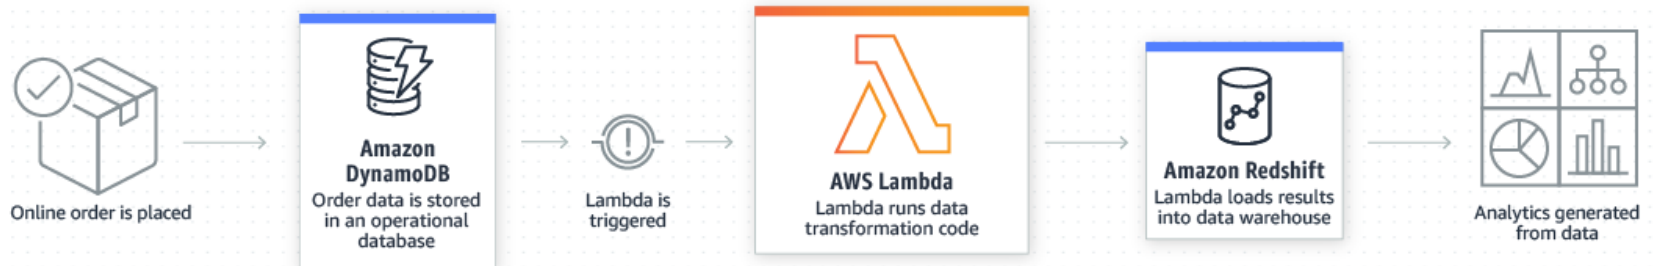 Online order is placed
Amazon
DynamoDB
Order data is stored
in an operational
database
Lambda is
triggered
AWS Lambda
Lambda runs data
transformation code
Amazon Redshift
Lambda loads results
into data warehouse
Analytics generated
from data